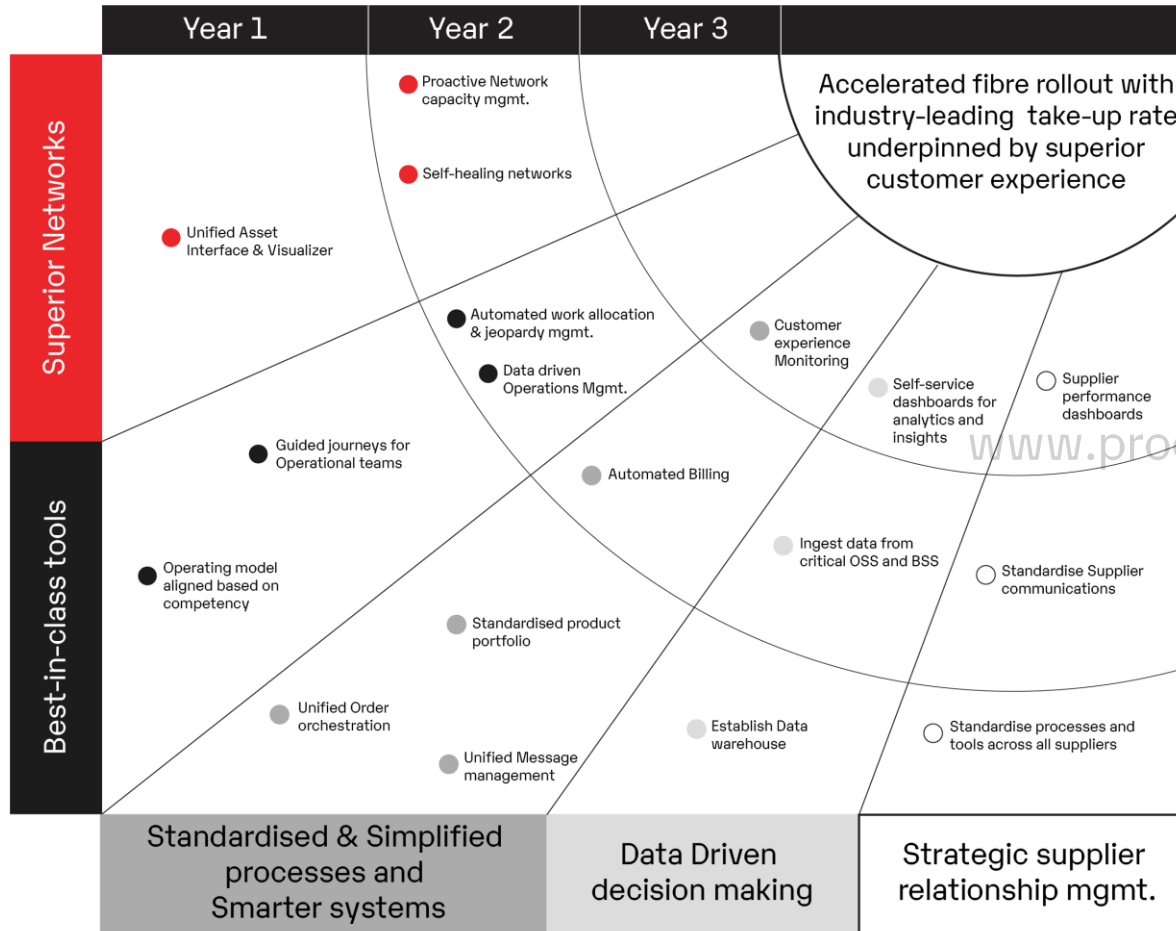 Year 1
Year 2
Year 3
Accelerated fibre rollout with
industry-leading take-up rate
underpinned by superior
customer experience
Superior Networks
Best-in-class tools
Proactive Network
capacity mgmt.
Self-healing networks
Unified Asset
Interface & Visualizer
Automated work allocation
& jeopardy mgmt.
Data driven
Operations Mgmt.
Guided journeys for
Operational teams
Operating model
aligned based on
competency
Customer
experience
Monitoring
Automated Billing
Standardised product
portfolio
Unified Order
orchestration
Unified Message
management
Self-service
dashboards for
analytics and
insights
Ingest data from
critical OSS and BSS
Establish Data
warehouse
Supplier
performance
dashboards
www.pro
Standardise Supplier
communications
Standardise processes and
tools across all suppliers
Standardised & Simplified
processes and
Smarter systems
Data Driven
decision making
Strategic supplier
relationship mgmt.